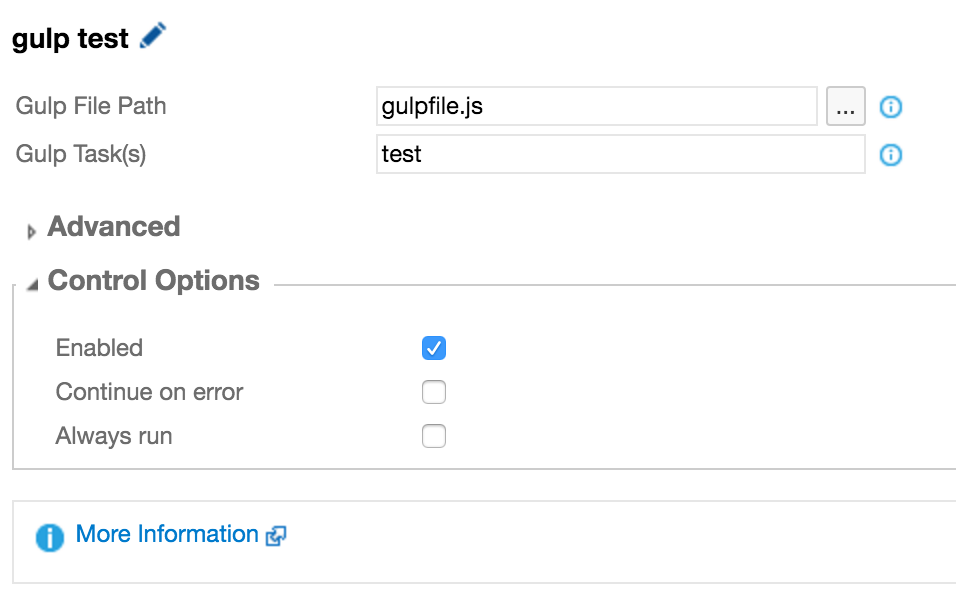 gulp test
Gulp File Path
gulpfile.js
...
Gulp Task(s)
test
Advanced
Control Options
Enabled
Continue on error
Always run
More Information